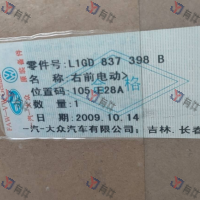 零件号:L1GD 837 398 B
名 称:右前电动>
位置码:105 E28A
数量:1
日期:2009.10.14
一汽-大众汽车有限公司: 吉林.长春
格